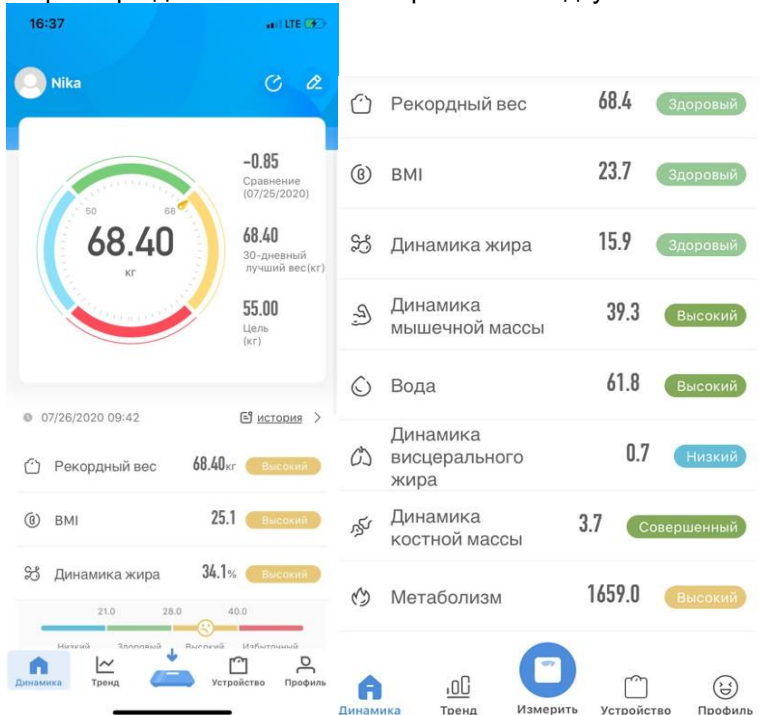 16:37
LTE
Nika
-0.85
Сравнение
(07/25/2020)
50
68
68.40
кг
68.40
30-дневный
лучший вес(кг)
55.00
Цель
(кг)
07/26/2020 09:42
история
Рекордный вес 68.40кг Высокий
BMI 25.1 Высокий
Динамика жира 34.1% Высокий
21.0 28.0 40.0
Низкий Здоровый Высокий Избыточный
Динамика Тренд Устройство Профиль
Рекордный вес 68.4 Здоровый
BMI 23.7 Здоровый
Динамика жира 15.9 Здоровый
Динамика
мышечной массы 39.3 Высокий
Вода 61.8 Высокий
Динамика
висцерального
жира 0.7 Низкий
Динамика
костной массы 3.7 Совершенный
Метаболизм 1659.0 Высокий
Динамика Тренд Измерить Устройство Профиль